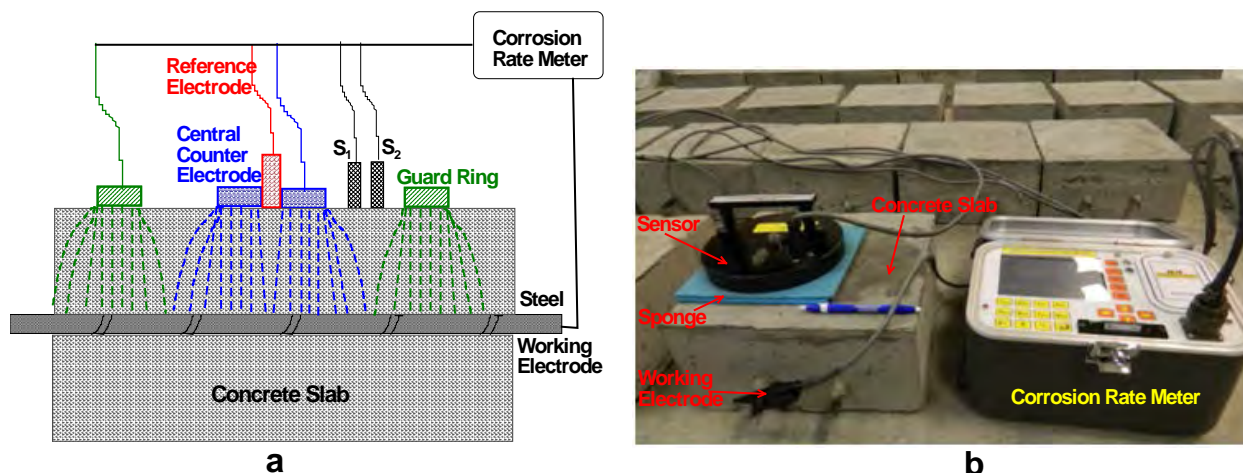 Corrosion
Rate Meter
Reference
Electrode
Central
Counter
Electrode
S1
S2
Guard Ring
Steel
Working
Electrode
Concrete Slab
a
Sensor
Concrete Slab
Sponge
Working
Electrode
Corrosion Rate Meter
b